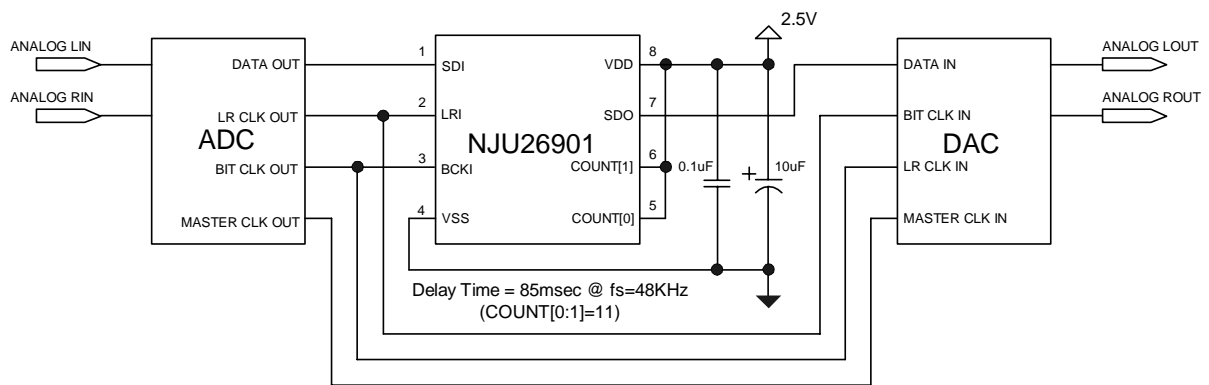 ANALOG LIN
ANALOG RIN
DATA OUT
LR CLK OUT
ADC
BIT CLK OUT
MASTER CLK OUT
1
2
3
4
SDI
LRI
NJU26901
BCKI
VSS
VDD
SDO
COUNT[1]
COUNT[0]
8
7
6
5
2.5V
0.1uF
+
10uF
DATA IN
BIT CLK IN
DAC
LR CLK IN
MASTER CLK IN
ANALOG LOUT
ANALOG ROUT
Delay Time = 85msec @ fs=48KHz
(COUNT[0:1]=11)